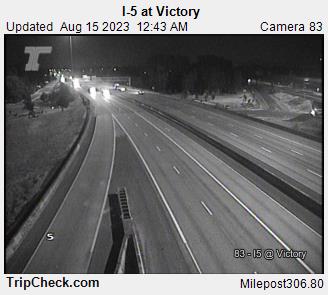 I-5 at Victory
Updated Aug 15 2023 12:43 AM Camera 83
T
S
83 - I5 @ Victory
TripCheck.com Milepost306.80